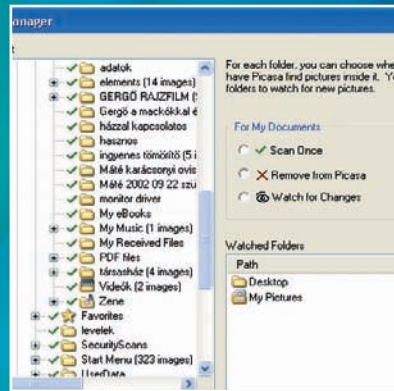 anager
t
adatok
elements (14 images)
GERGŐ RAJZFILM (
Gergő a mackókkal é
házzal kapcsolatos
hasznos
ingyenes tömörítő (5 i
Máté karácsonyi ovis
Máté 2002 09 22 szü
monitor driver
My eBooks
My Music (1 images)
My Received Files
PDF files
társasház (4 images)
Videók (2 images)
Zene
Favorites
levelek
SecurityScans
Start Menu (323 images)
UserData
For each folder, you can choose whe
have Picasa find pictures inside it. Yo
folders to watch for new pictures.
For My Documents
Scan Once
Remove from Picasa
Watch for Changes
Watched Folders
Path
Desktop
My Pictures